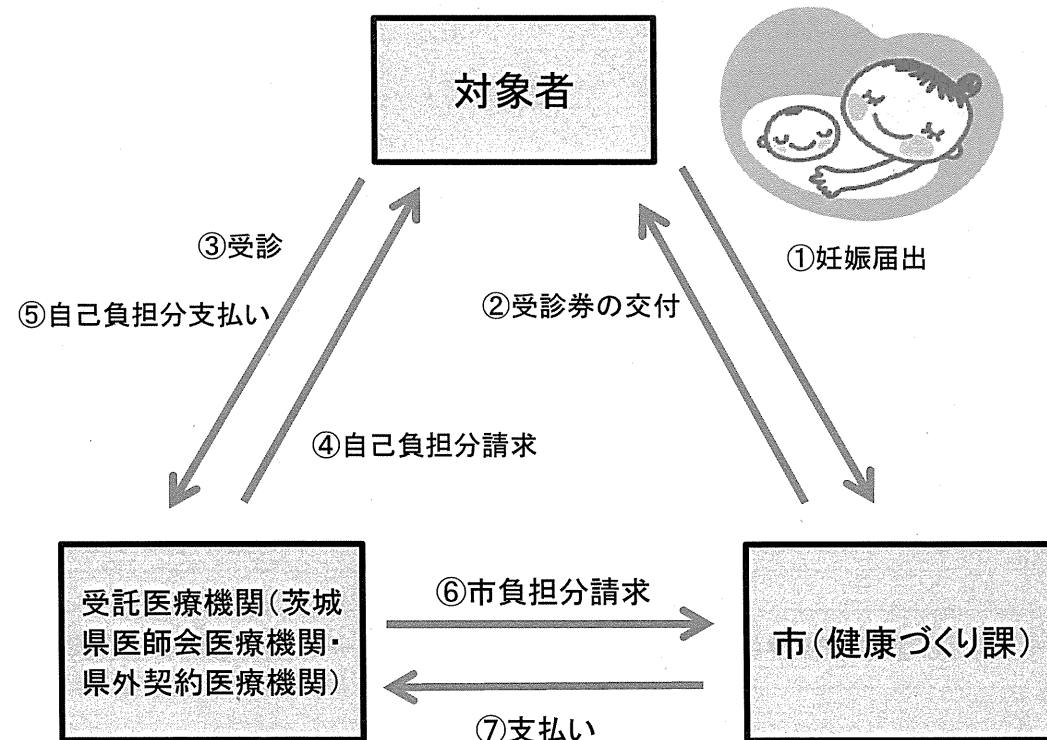 対象者
③受診
①妊娠届出
⑤自己負担分支払い
②受診券の交付
④自己負担分請求
受託医療機関(茨城
県医師会医療機関・
県外契約医療機関)
⑥市負担分請求
市(健康づくり課)
⑦支払い